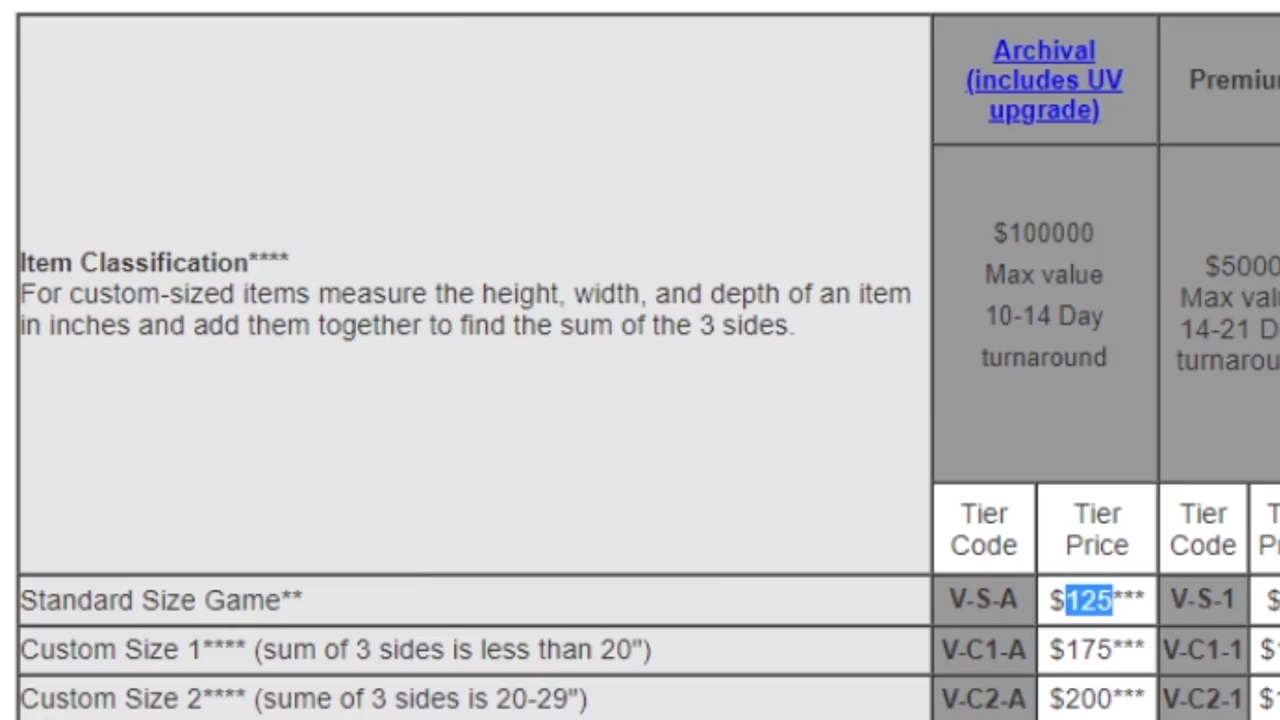 Archival
(includes UV
upgrade)
Item Classification****
For custom-sized items measure the height, width, and depth of an item
in inches and add them together to find the sum of the 3 sides.
$100000
Max value
10-14 Day
turnaround
Max
14-21
Tier
Code
Tier
Price
Tier
Code
Standard Size Game** V-S-A $125*** V-S-1
Custom Size 1**** (sum of 3 sides is less than 20") V-C1-A $175*** V-C1-1
Custom Size 2**** (sume of 3 sides is 20-29") V-C2-A $200*** V-C2-1